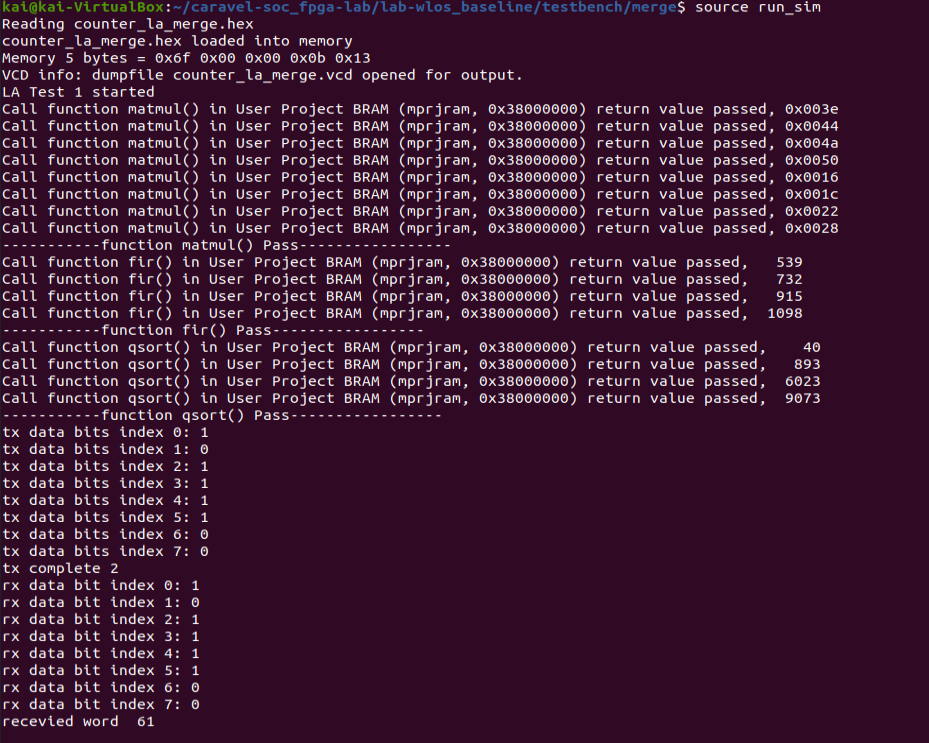 kai@kai-VirtualBox:~/caravel-soc_fpga-lab/lab-wlos_baseline/testbench/merge$ source run_sim
Reading counter_la_merge.hex
counter_la_merge.hex loaded into memory
Memory 5 bytes = 0x6f 0x00 0x00 0x0b 0x13
VCD info: dumpfile counter_la_merge.vcd opened for output.
LA Test 1 started
Call function matmul() in User Project BRAM (mprjram, 0x38000000) return value passed, 0x003e
Call function matmul() in User Project BRAM (mprjram, 0x38000000) return value passed, 0x0044
Call function matmul() in User Project BRAM (mprjram, 0x38000000) return value passed, 0x004a
Call function matmul() in User Project BRAM (mprjram, 0x38000000) return value passed, 0x0050
Call function matmul() in User Project BRAM (mprjram, 0x38000000) return value passed, 0x0016
Call function matmul() in User Project BRAM (mprjram, 0x38000000) return value passed, 0x001c
Call function matmul() in User Project BRAM (mprjram, 0x38000000) return value passed, 0x0022
Call function matmul() in User Project BRAM (mprjram, 0x38000000) return value passed, 0x0028
-----------function matmul() Pass-----------------
Call function fir() in User Project BRAM (mprjram, 0x38000000) return value passed,   539
Call function fir() in User Project BRAM (mprjram, 0x38000000) return value passed,   732
Call function fir() in User Project BRAM (mprjram, 0x38000000) return value passed,   915
Call function fir() in User Project BRAM (mprjram, 0x38000000) return value passed,  1098
-----------function fir() Pass-----------------
Call function qsort() in User Project BRAM (mprjram, 0x38000000) return value passed,    40
Call function qsort() in User Project BRAM (mprjram, 0x38000000) return value passed,   893
Call function qsort() in User Project BRAM (mprjram, 0x38000000) return value passed,  6023
Call function qsort() in User Project BRAM (mprjram, 0x38000000) return value passed,  9073
-----------function qsort() Pass-----------------
tx data bits index 0: 1
tx data bits index 1: 0
tx data bits index 2: 1
tx data bits index 3: 1
tx data bits index 4: 1
tx data bits index 5: 1
tx data bits index 6: 0
tx data bits index 7: 0
tx complete 2
rx data bit index 0: 1
rx data bit index 1: 0
rx data bit index 2: 1
rx data bit index 3: 1
rx data bit index 4: 1
rx data bit index 5: 1
rx data bit index 6: 0
rx data bit index 7: 0
recevied word  61